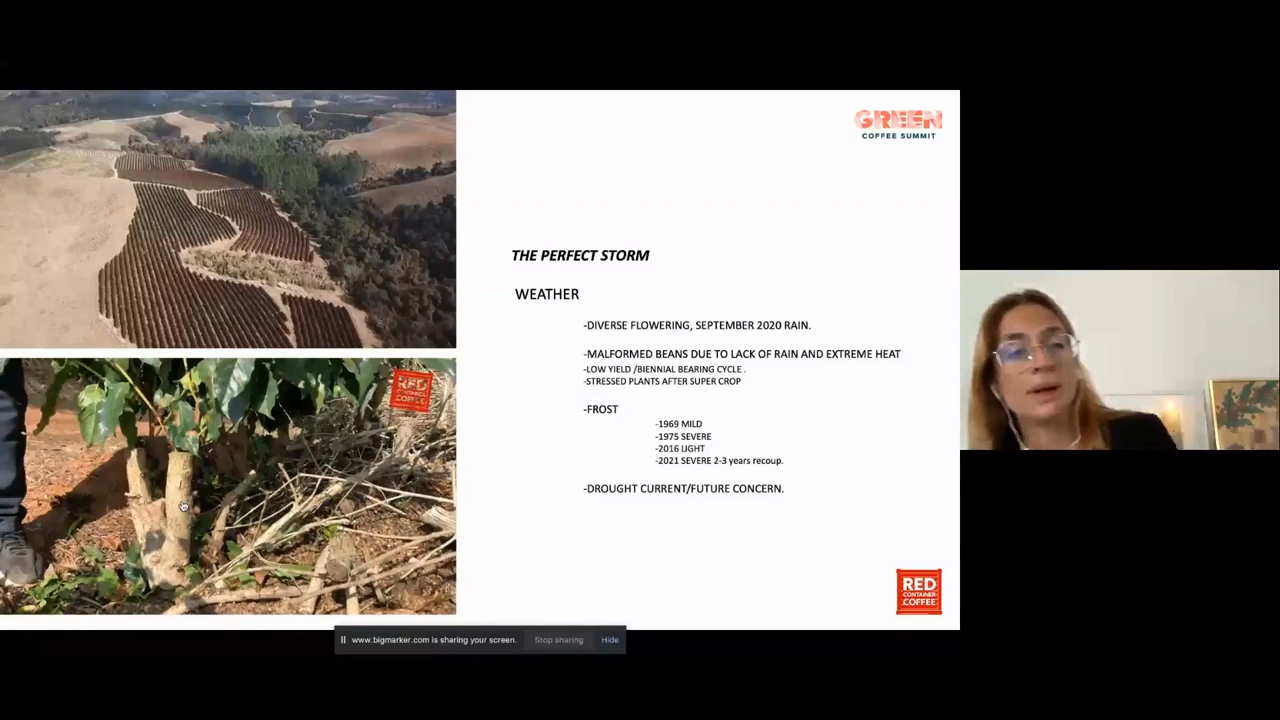 GREEN
COFFEE SUMMIT
THE PERFECT STORM
WEATHER
-DIVERSE FLOWERING, SEPTEMBER 2020 RAIN.
-MALFORMED BEANS DUE TO LACK OF RAIN AND EXTREME HEAT
-LOW YIELD /BIENNIAL BEARING CYCLE .
-STRESSED PLANTS AFTER SUPER CROP
-FROST
-1969 MILD
-1975 SEVERE
-2016 LIGHT
-2021 SEVERE 2-3 years recoup.
-DROUGHT CURRENT/FUTURE CONCERN.
RED
CONTAINER
COFFEE
RED
CONTAINER
COFFEE
www.bigmarker.com is sharing your screen.
Stop sharing
Hide